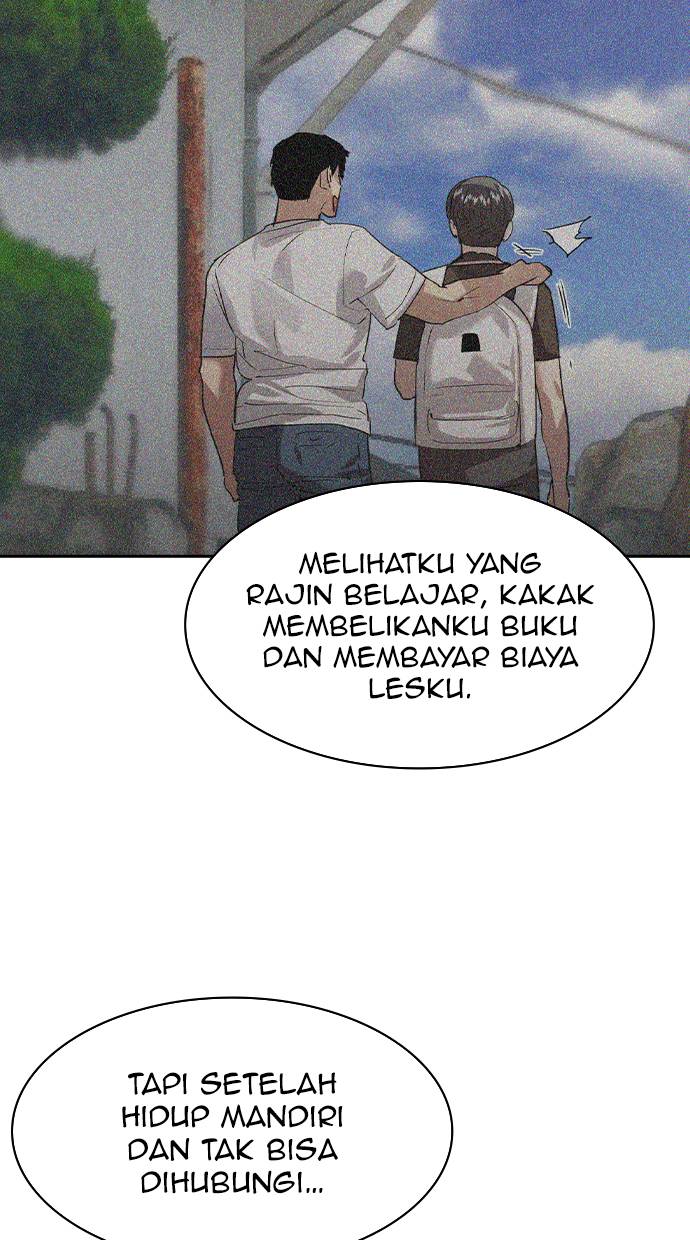 MELIHATKU YANG
RAJIN BELAJAR, KAKAK
MEMBELIKANKU BUKU
DAN MEMBAYAR BIAYA
LESKU.
TAPI SETELAH
HIDUP MANDIRI
DAN TAK BISA
DIHUBUNGI...